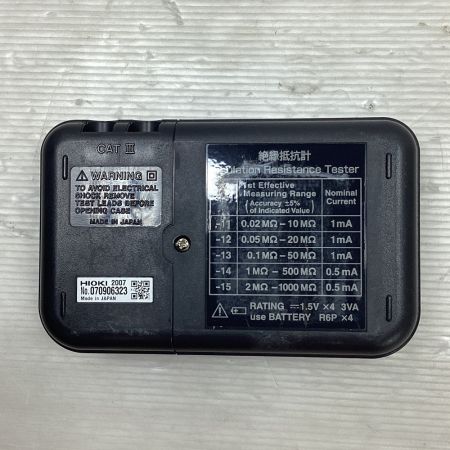 CAT III
⚠ WARNING
TO AVOID ELECTRICAL
SHOCK REMOVE
TEST LEADS BEFORE
OPENING CASE
MADE IN JAPAN
HIOKI 2007
No.070906323
Made in JAPAN
絶縁抵抗計
Resistance Tester
1st Effective
Measuring Range
(Accuracy ±5%
of Indicated Value)
Nominal
Current
-11 0.02 MΩ - 10 MΩ 1mA
-12 0.05 MΩ - 20 MΩ 1mA
-13 0.1 MΩ - 50 MΩ 1mA
-14 1 MΩ - 500 MΩ 0.5 mA
-15 2 MΩ - 1000 MΩ 0.5 mA
RATING ⎓ 1.5V ×4 3VA
use BATTERY R6P ×4